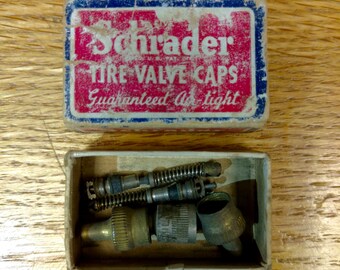 Schrader
TIRE VALVE CAPS
Guaranteed Air-tight